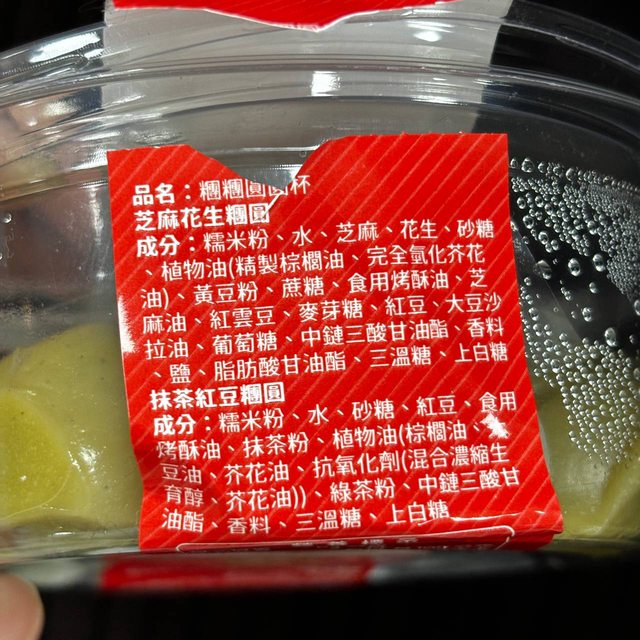 品名：糰糰圓圓杯
芝麻花生糰圓
成分：糯米粉、水、芝麻、花生、砂糖
、植物油(精製棕櫚油、完全氫化芥花
油)、黃豆粉、蔗糖、食用烤酥油、芝
麻油、紅雲豆、麥芽糖、紅豆、大豆沙
拉油、葡萄糖、中鏈三酸甘油酯、香料
、鹽、脂肪酸甘油酯、三溫糖、上白糖
抹茶紅豆糰圓
成分：糯米粉、水、砂糖、紅豆、食用
烤酥油、抹茶粉、植物油(棕櫚油、
豆油、芥花油、抗氧化劑(混合濃縮生
育醇、芥花油))、綠茶粉、中鏈三酸甘
油酯、香料、三溫糖、上白糖